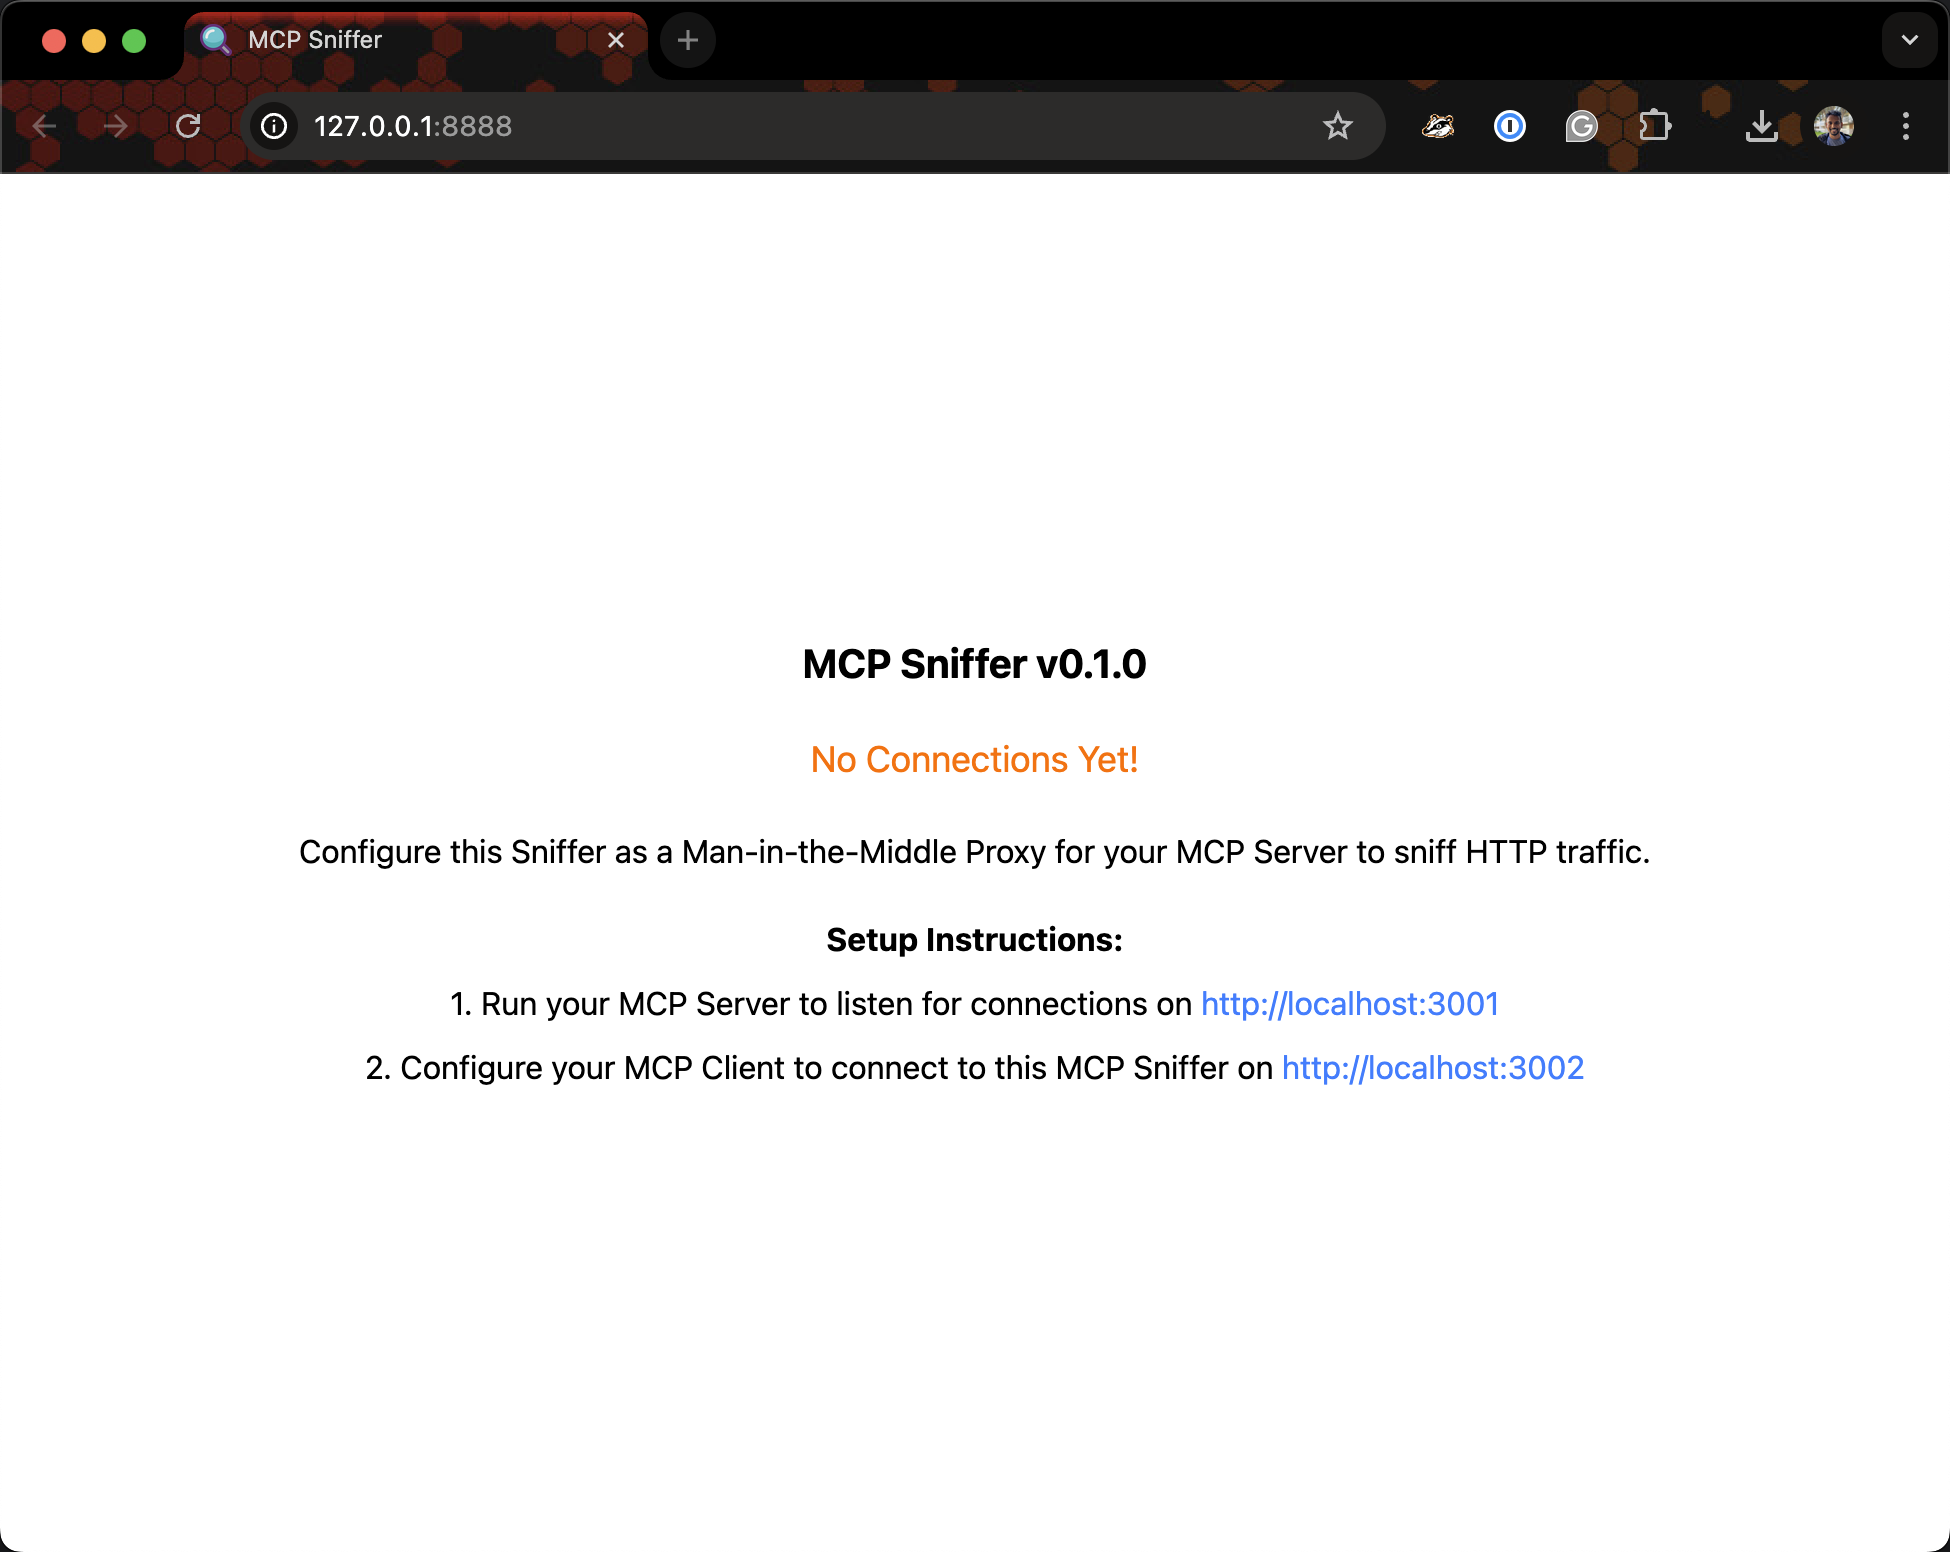 MCP Sniffer
127.0.0.1:8888
MCP Sniffer v0.1.0
No Connections Yet!
Configure this Sniffer as a Man-in-the-Middle Proxy for your MCP Server to sniff HTTP traffic.
Setup Instructions:
1. Run your MCP Server to listen for connections on http://localhost:3001
2. Configure your MCP Client to connect to this MCP Sniffer on http://localhost:3002